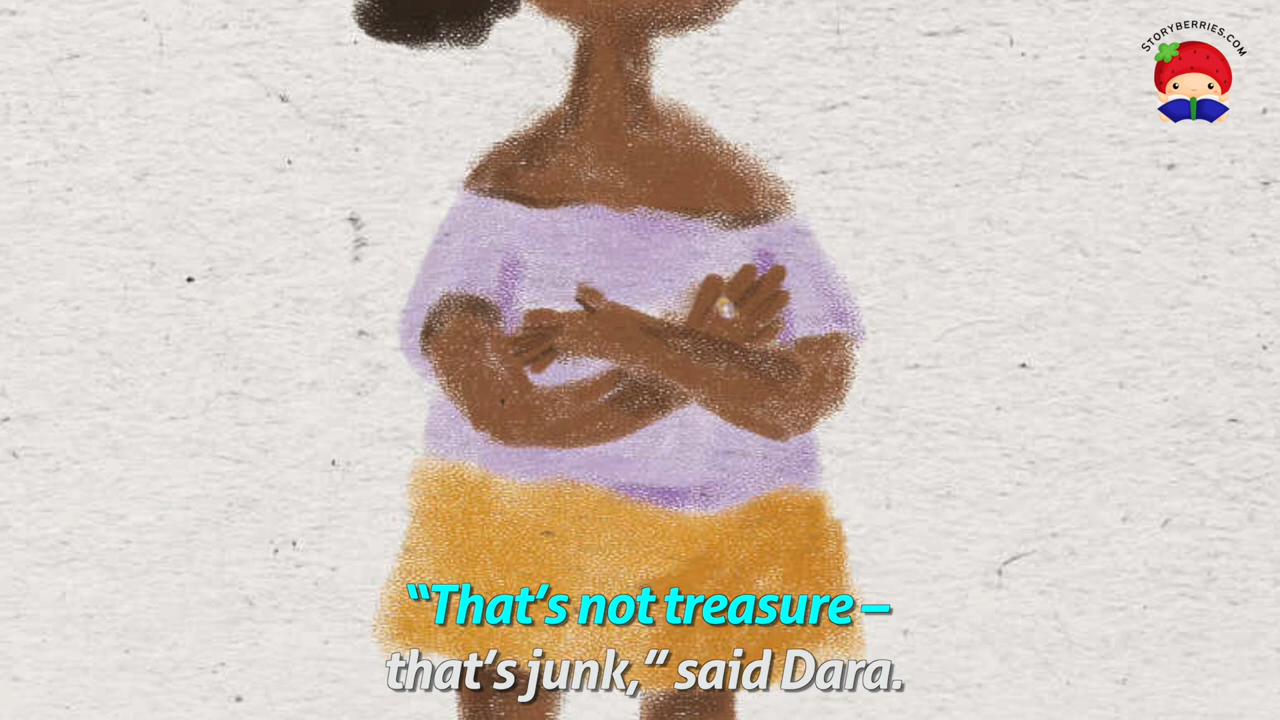 STORYBERRIES.COM
“That’s not treasure –
that’s junk,” said Dara.